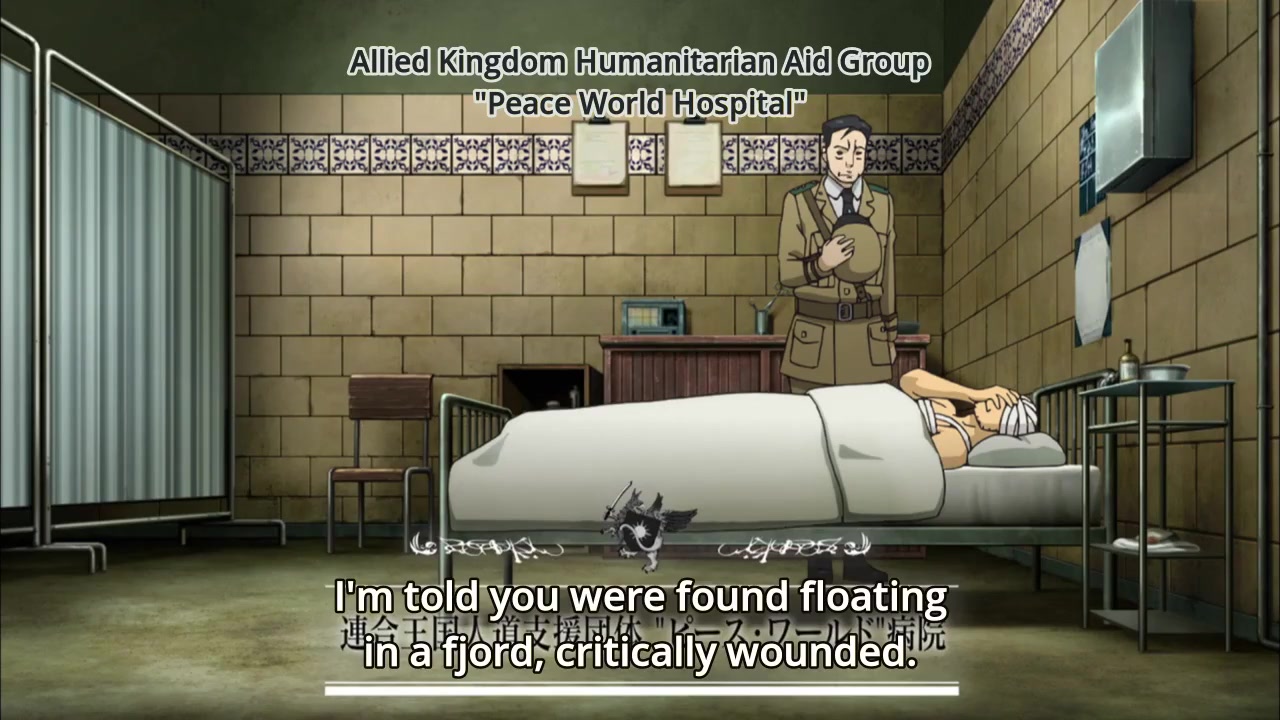 Allied Kingdom Humanitarian Aid Group
"Peace World Hospital"
I'm told you were found floating
連合王国人道支援団体 "ピース・ワールド"病院
in a fjord, critically wounded.